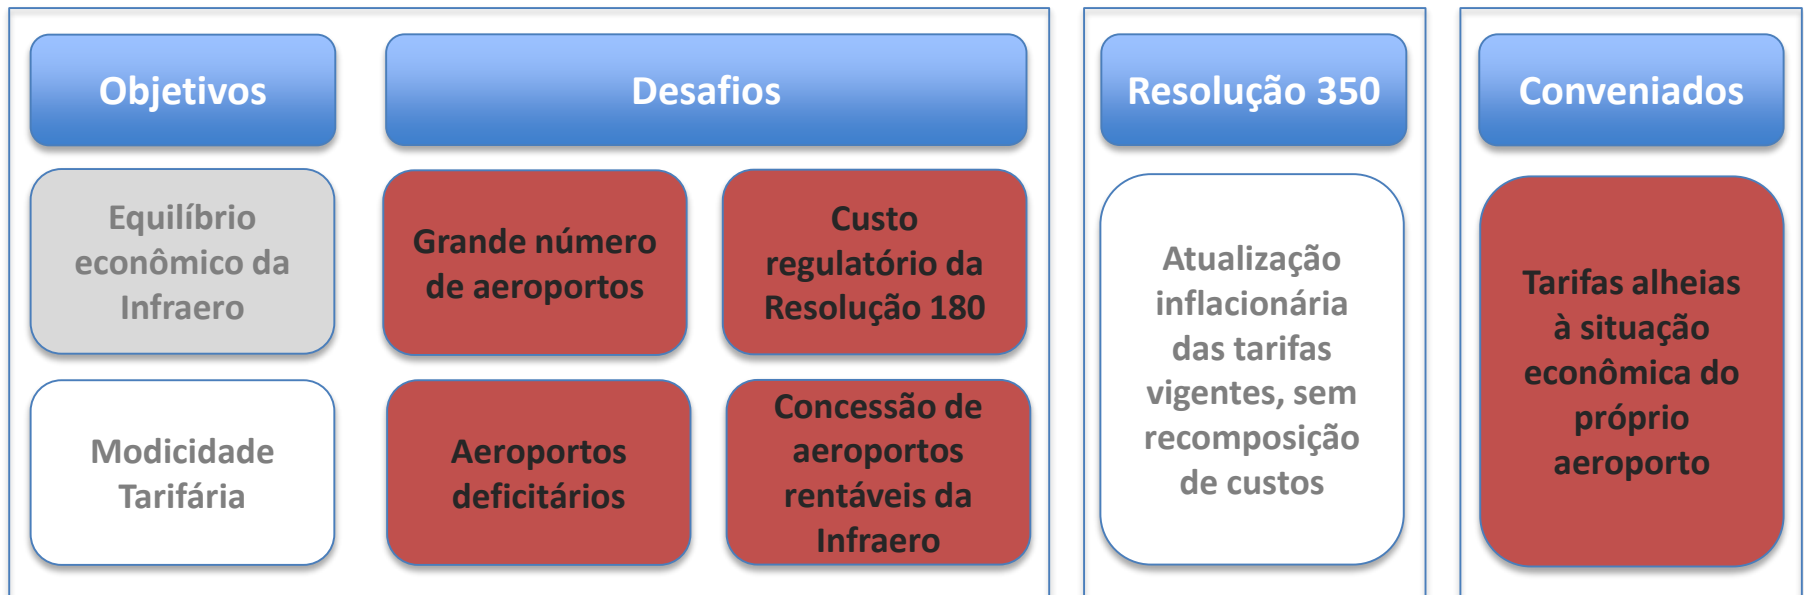 Objetivos
Desafios
Resolução 350
Conveniados
Equilíbrio
econômico da
Infraero
Grande número
de aeroportos
Custo
regulatório da
Resolução 180
Modicidade
Tarifária
Aeroportos
deficitários
Concessão de
aeroportos
rentáveis da
Infraero
Atualização
inflacionária
das tarifas
vigentes, sem
recomposição
de custos
Tarifas alheias
à situação
econômica do
próprio
aeroporto